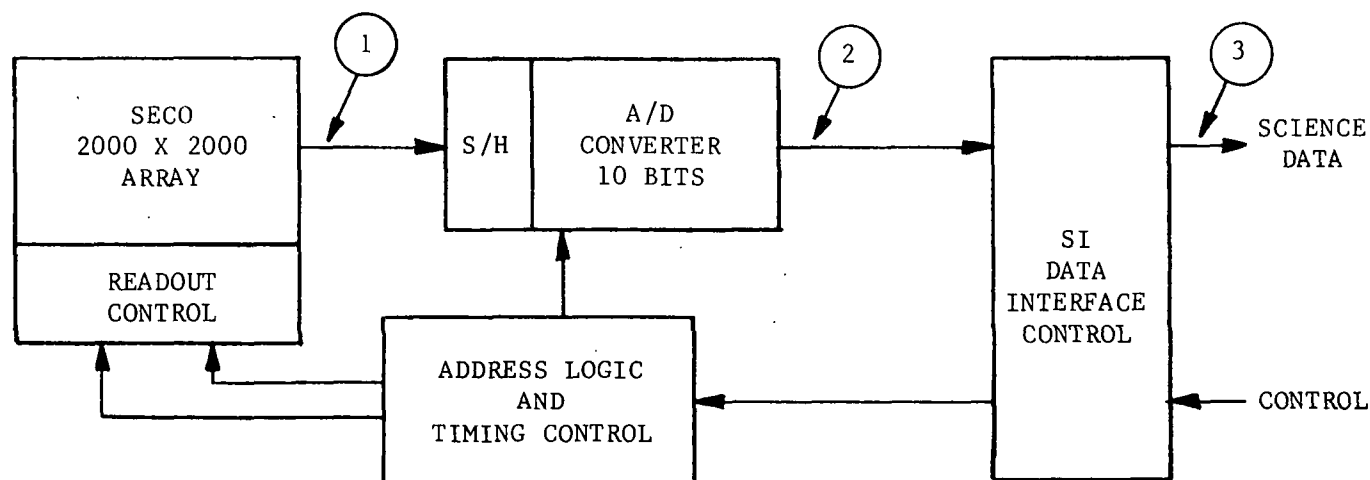 1
2
3
SECO
2000 X 2000
ARRAY
S/H
A/D
CONVERTER
10 BITS
SCIENCE
DATA
READOUT
CONTROL
SI
DATA
INTERFACE
CONTROL
ADDRESS LOGIC
AND
TIMING CONTROL
CONTROL